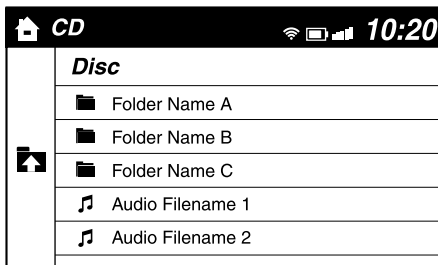 CD 10:20
Disc
Folder Name A
Folder Name B
Folder Name C
Audio Filename 1
Audio Filename 2